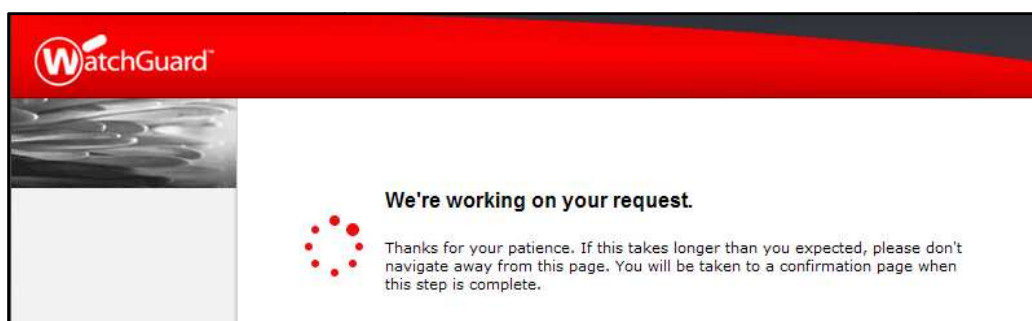 WatchGuard™
We're working on your request.
Thanks for your patience. If this takes longer than you expected, please don't
navigate away from this page. You will be taken to a confirmation page when
this step is complete.